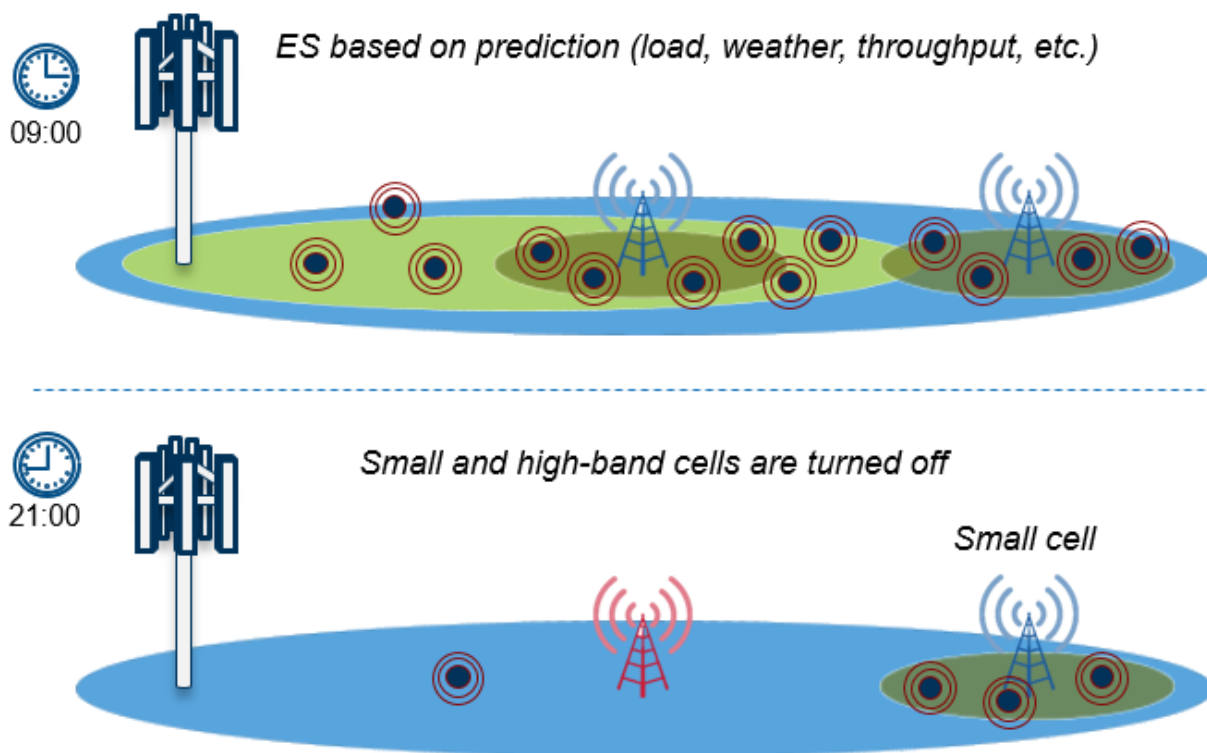 ES based on prediction (load, weather, throughput, etc.)
09:00
Small and high-band cells are turned off
21:00
Small cell